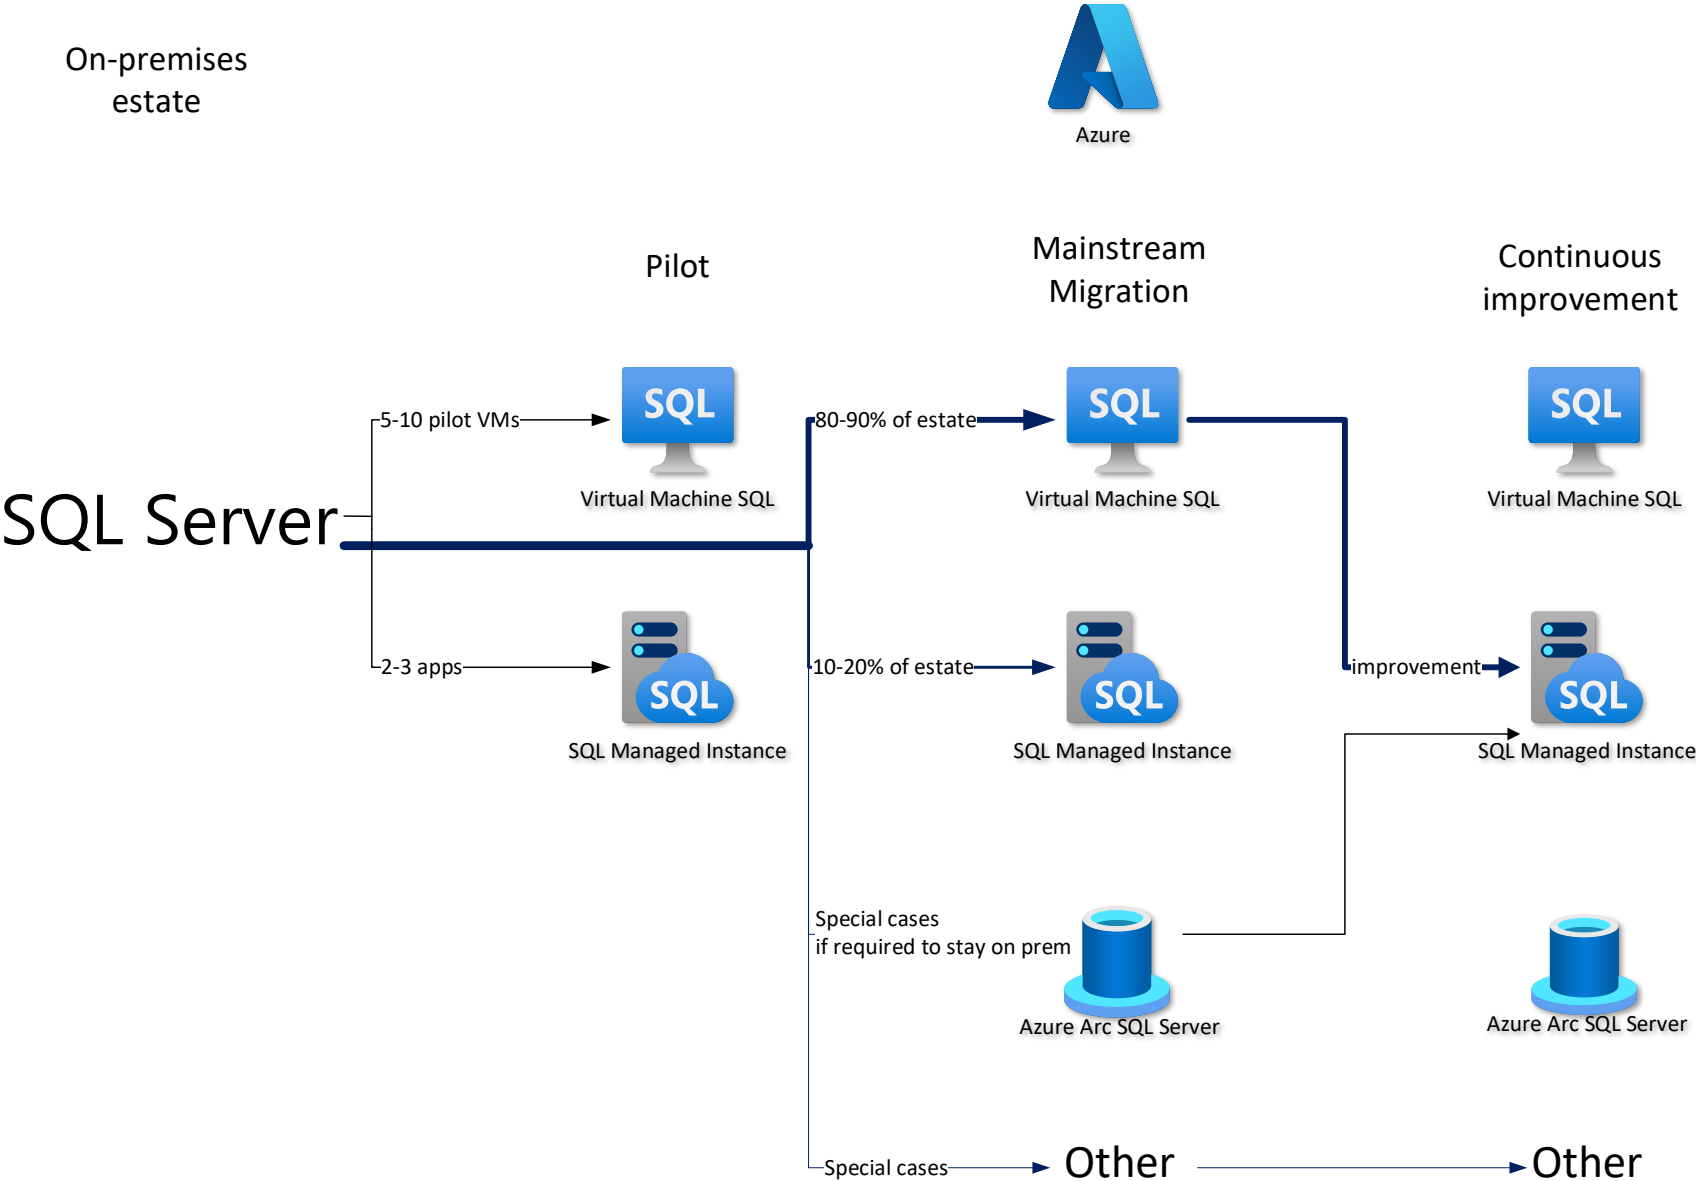 On-premises
estate
Azure
Pilot
Mainstream
Migration
Continuous
improvement
SQL
SQL
SQL
5-10 pilot VMs
80-90% of estate
Virtual Machine SQL
Virtual Machine SQL
Virtual Machine SQL
SQL Server
2-3 apps
10-20% of estate
improvement
SQL
SQL
SQL
SQL Managed Instance
SQL Managed Instance
SQL Managed Instance
Special cases
if required to stay on prem
Azure Arc SQL Server
Azure Arc SQL Server
Special cases
Other
Other